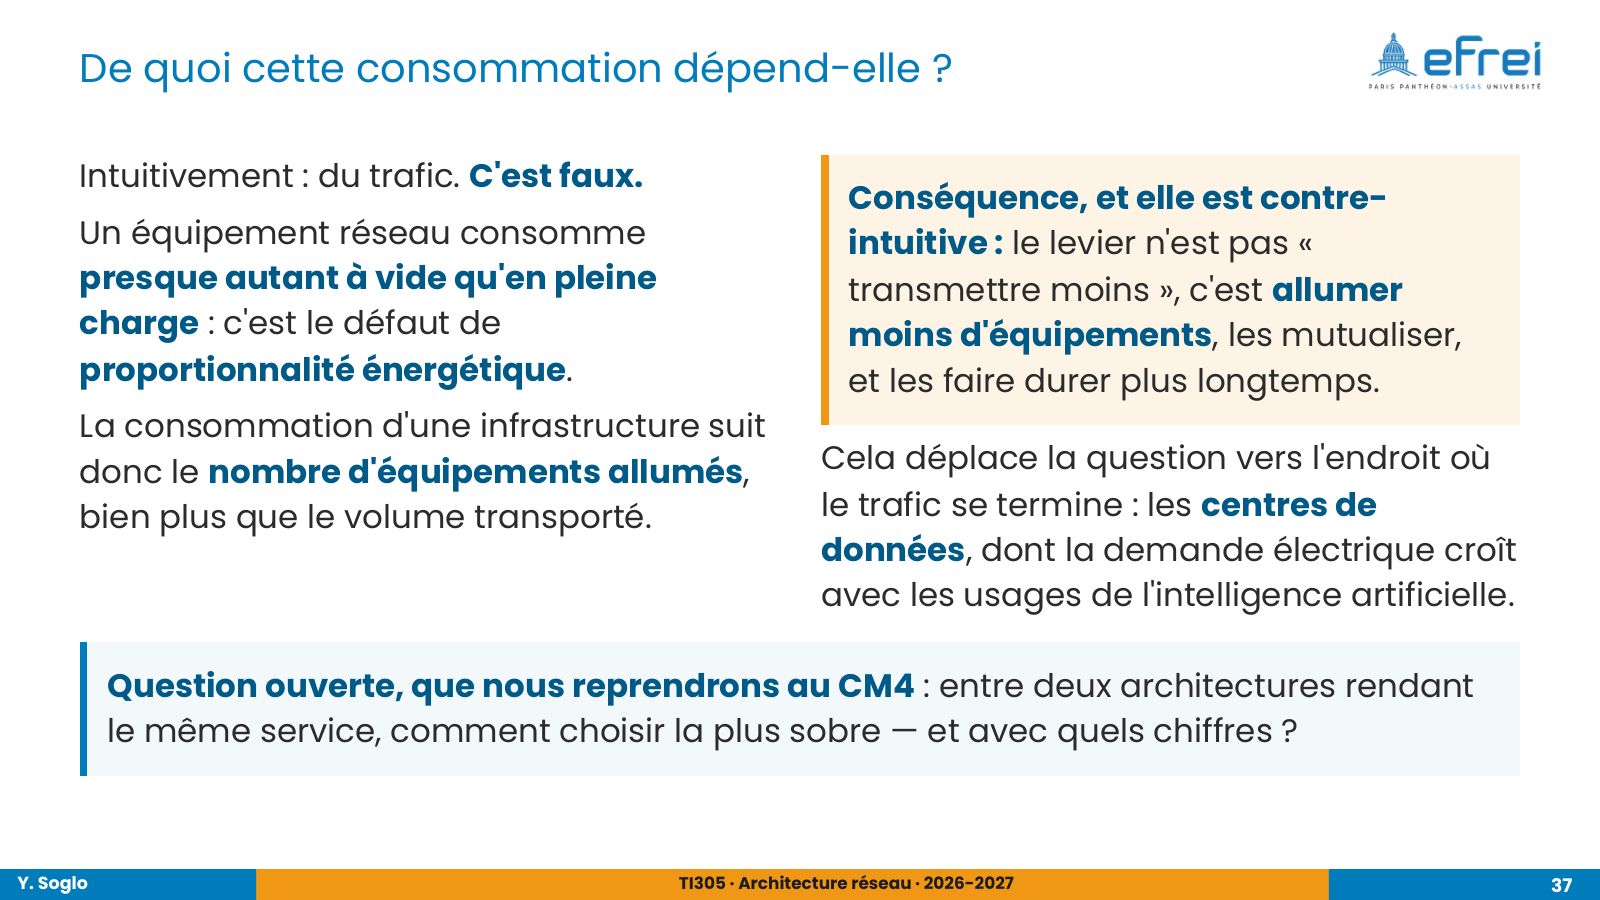 De quoi cette consommation dépend-elle ?
efrei
PARIS PANTHÉON-ASSAS UNIVERSITÉ
Intuitivement : du trafic. C'est faux.
Un équipement réseau consomme
presque autant à vide qu'en pleine
charge : c'est le défaut de
proportionnalité énergétique.
La consommation d'une infrastructure suit
donc le nombre d'équipements allumés,
bien plus que le volume transporté.
Conséquence, et elle est contre-
intuitive : le levier n'est pas «
transmettre moins », c'est allumer
moins d'équipements, les mutualiser,
et les faire durer plus longtemps.
Cela déplace la question vers l'endroit où
le trafic se termine : les centres de
données, dont la demande électrique croît
avec les usages de l'intelligence artificielle.
Question ouverte, que nous reprendrons au CM4 : entre deux architectures rendant
le même service, comment choisir la plus sobre — et avec quels chiffres ?
Y. Soglo
TI305 · Architecture réseau · 2026-2027
37